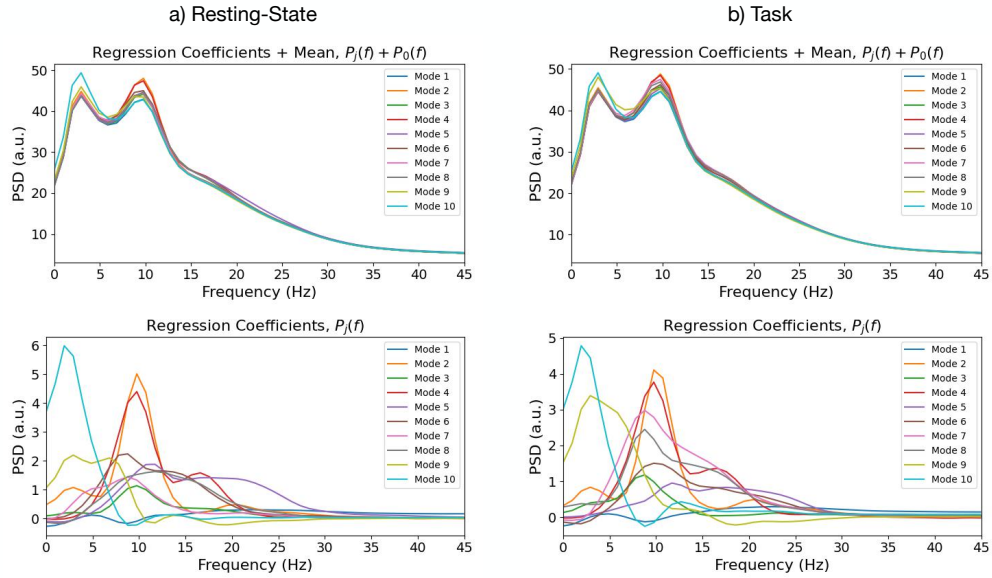 a) Resting-State
b) Task
Regression Coefficients + Mean, Pⱼ(f) + P₀(f)
50
40
30
20
10
PSD (a.u.)
Mode 1
Mode 2
Mode 3
Mode 4
Mode 5
Mode 6
Mode 7
Mode 8
Mode 9
Mode 10
0 5 10 15 20 25 30 35 40 45
Frequency (Hz)
Regression Coefficients + Mean, Pⱼ(f) + P₀(f)
50
40
30
20
10
PSD (a.u.)
Mode 1
Mode 2
Mode 3
Mode 4
Mode 5
Mode 6
Mode 7
Mode 8
Mode 9
Mode 10
0 5 10 15 20 25 30 35 40 45
Frequency (Hz)
Regression Coefficients, Pⱼ(f)
6
5
4
3
2
1
0
PSD (a.u.)
Mode 1
Mode 2
Mode 3
Mode 4
Mode 5
Mode 6
Mode 7
Mode 8
Mode 9
Mode 10
0 5 10 15 20 25 30 35 40 45
Frequency (Hz)
Regression Coefficients, Pⱼ(f)
5
4
3
2
1
0
PSD (a.u.)
Mode 1
Mode 2
Mode 3
Mode 4
Mode 5
Mode 6
Mode 7
Mode 8
Mode 9
Mode 10
0 5 10 15 20 25 30 35 40 45
Frequency (Hz)